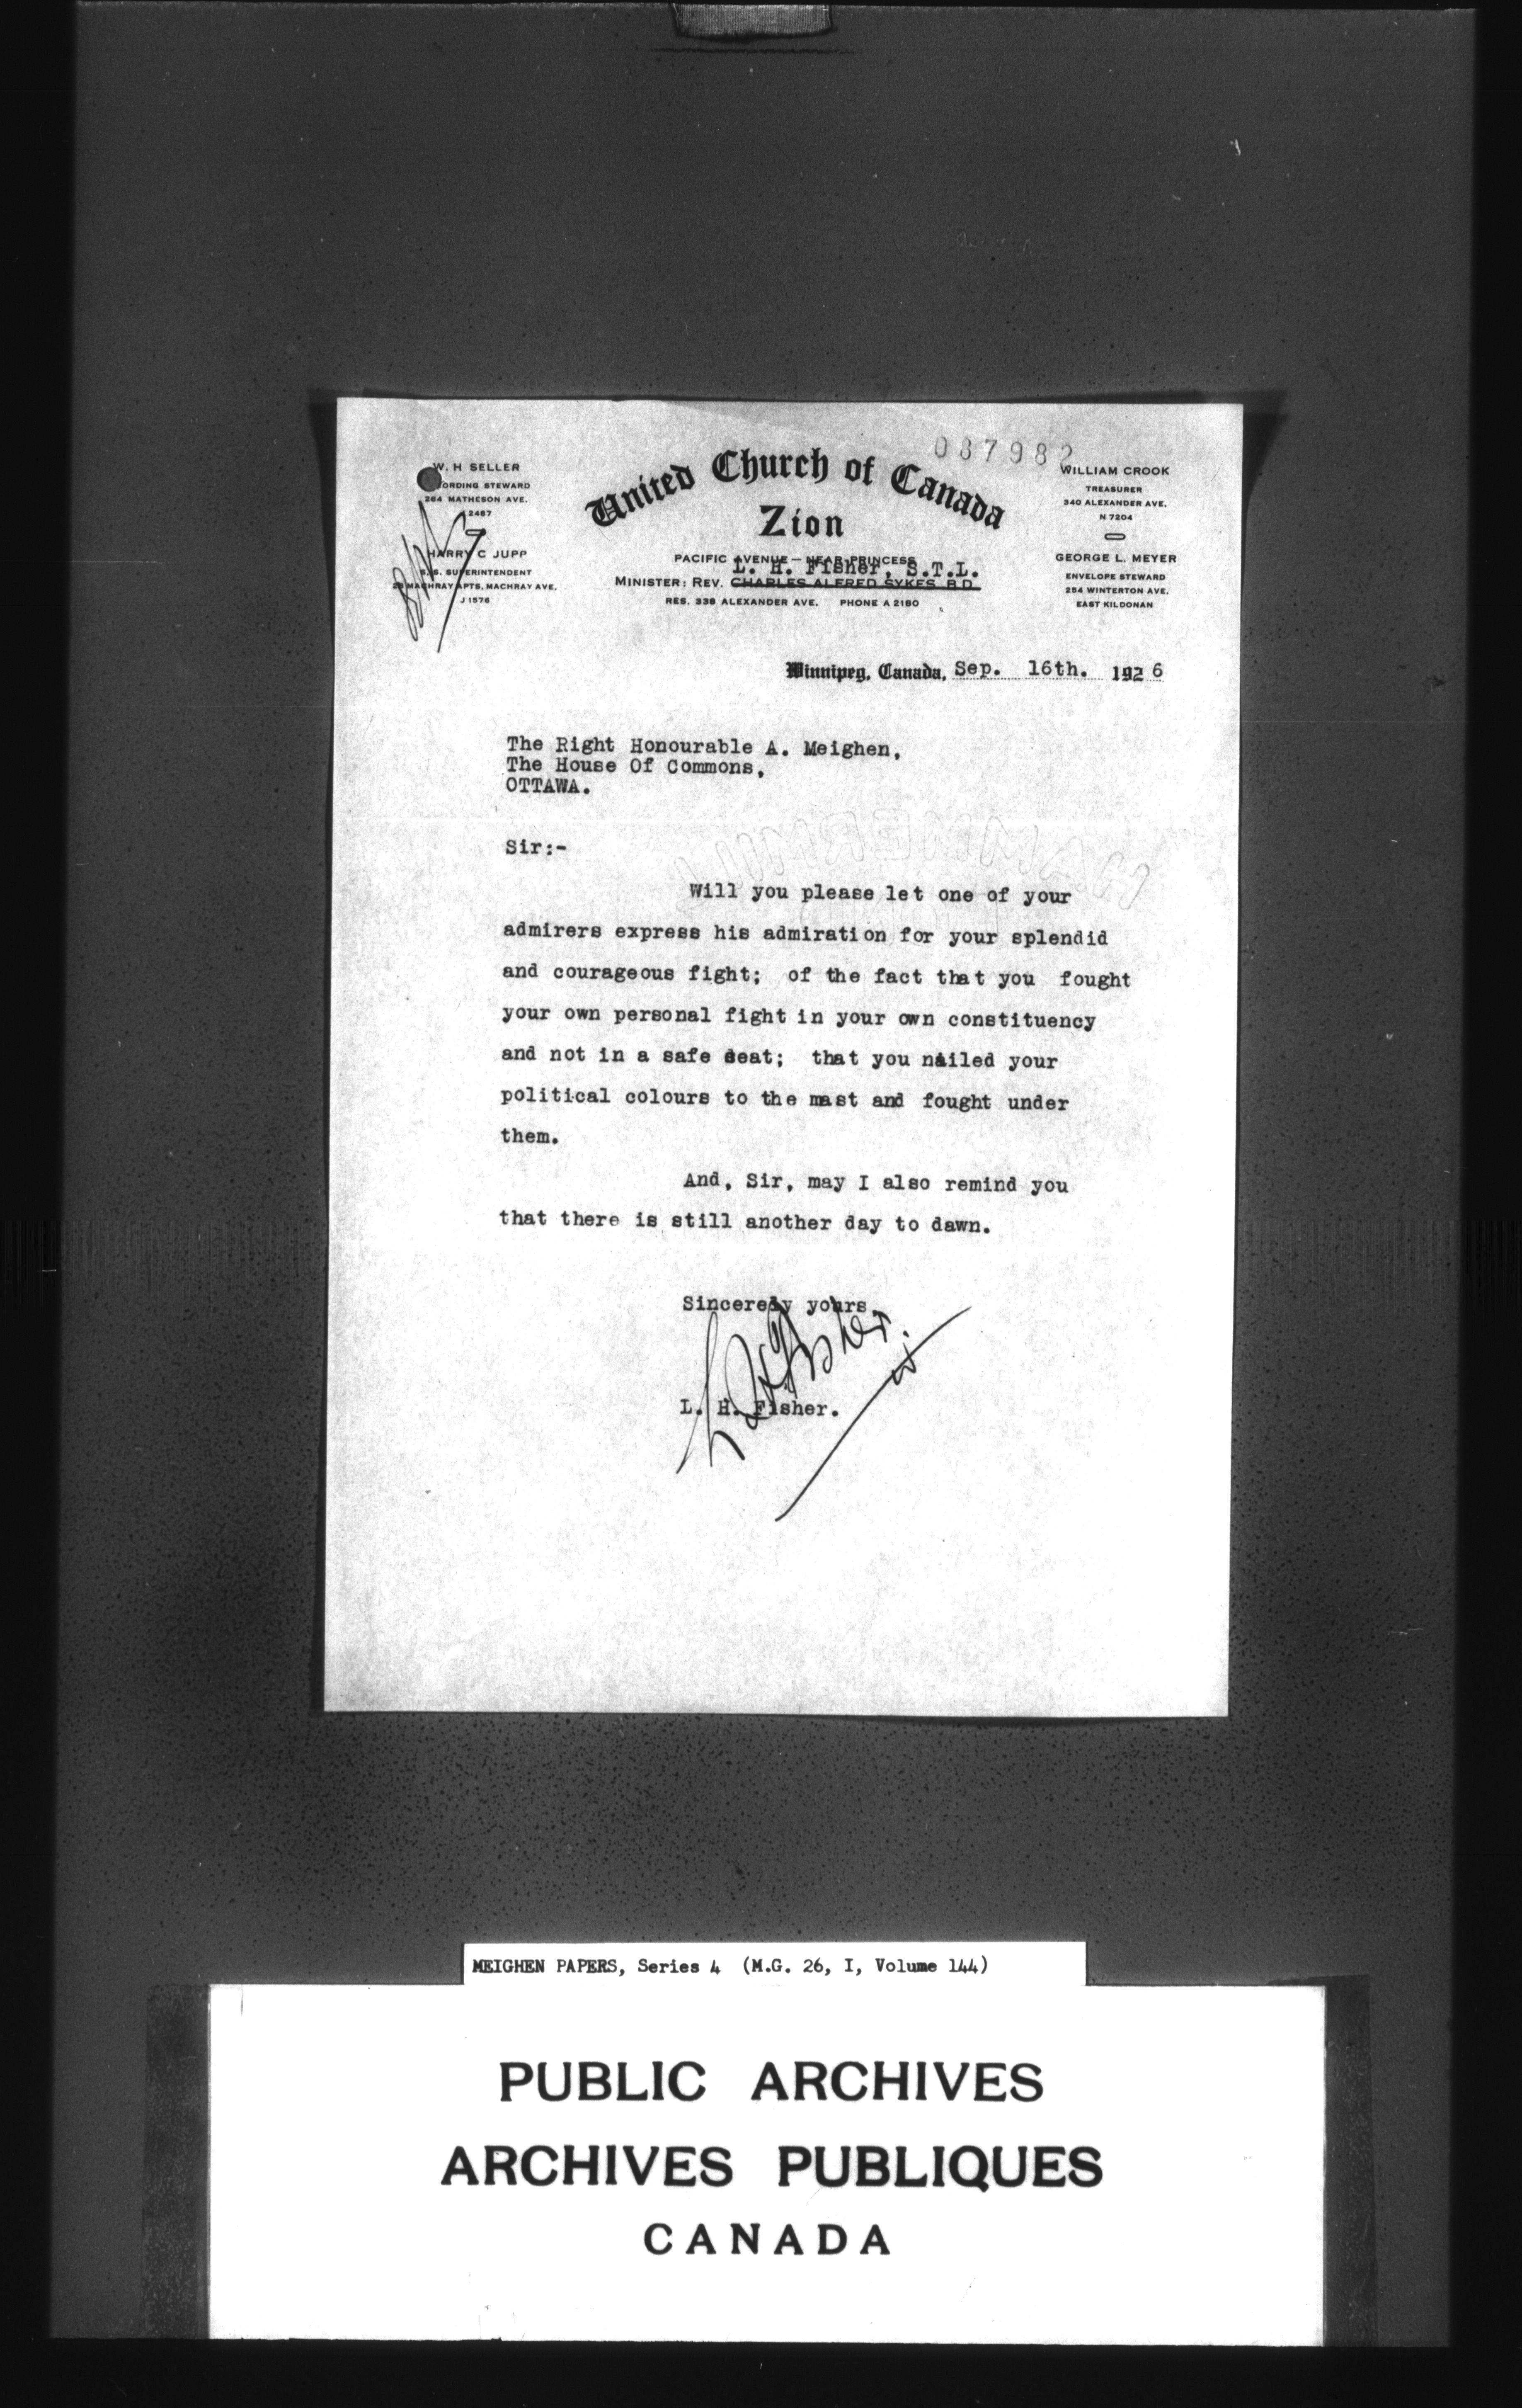 087982
W. H SELLER
ORDING STEWARD
264 MATHESON AVE.
2487
HARRY C JUPP
S.S. SUPERINTENDENT
MACHRAY APTS, MACHRAY AVE.
J 1576
United Church of Canada
Zion
PACIFIC AVENUE — NEAR PRINCESS
L. H. Fisher, S.T.L.
MINISTER: REV. CHARLES ALFRED SYKES B D
RES. 338 ALEXANDER AVE. PHONE A 2180
WILLIAM CROOK
TREASURER
340 ALEXANDER AVE.
N 7204
GEORGE L. MEYER
ENVELOPE STEWARD
254 WINTERTON AVE.
EAST KILDONAN
Winnipeg, Canada, Sep. 16th. 1926
The Right Honourable A. Meighen,
The House Of Commons,
OTTAWA.
Sir:-
HAMMERMILL
BOND
Will you please let one of your
admirers express his admiration for your splendid
and courageous fight; of the fact that you fought
your own personal fight in your own constituency
and not in a safe seat; that you nailed your
political colours to the mast and fought under
them.
And, Sir, may I also remind you
that there is still another day to dawn.
Sincerely yours,
L H Fisher.
L. H. Fisher.
MEIGHEN PAPERS, Series 4 (M.G. 26, I, Volume 144)
PUBLIC ARCHIVES
ARCHIVES PUBLIQUES
CANADA